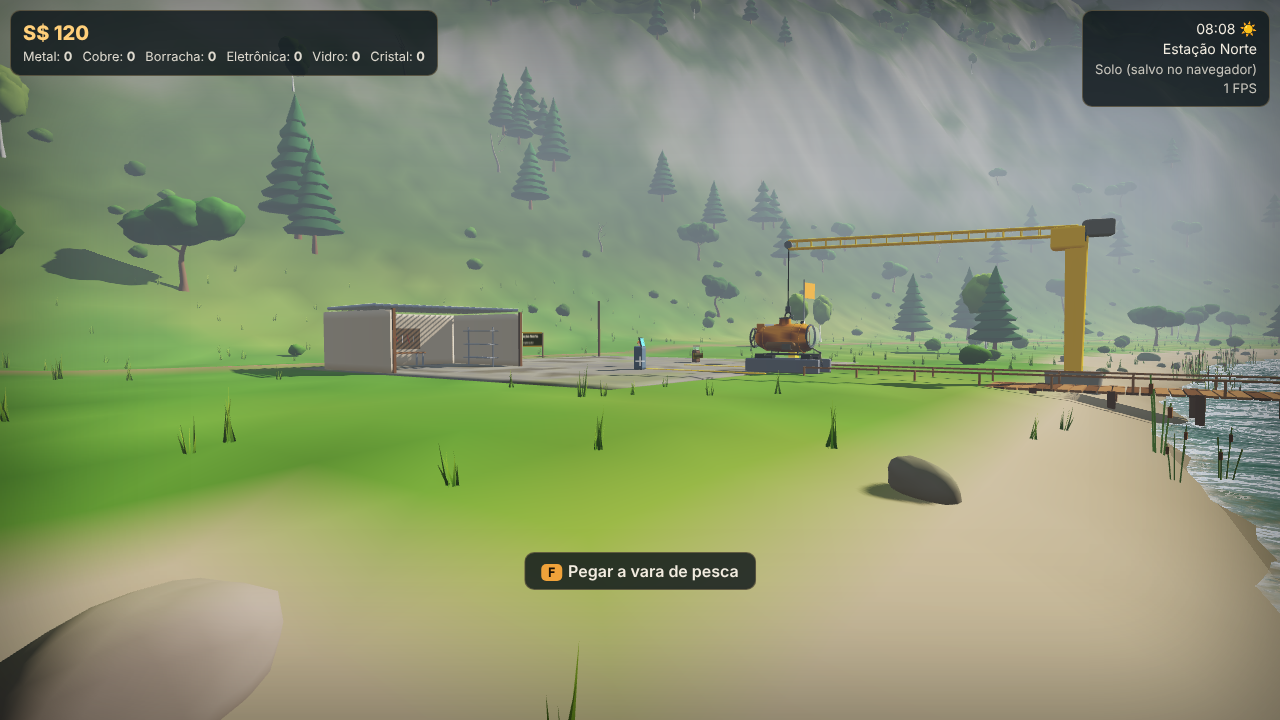 S$ 120
Metal: 0 Cobre: 0 Borracha: 0 Eletrônica: 0 Vidro: 0 Cristal: 0
08:08 ☀️
Estação Norte
Solo (salvo no navegador)
1 FPS
F Pegar a vara de pesca